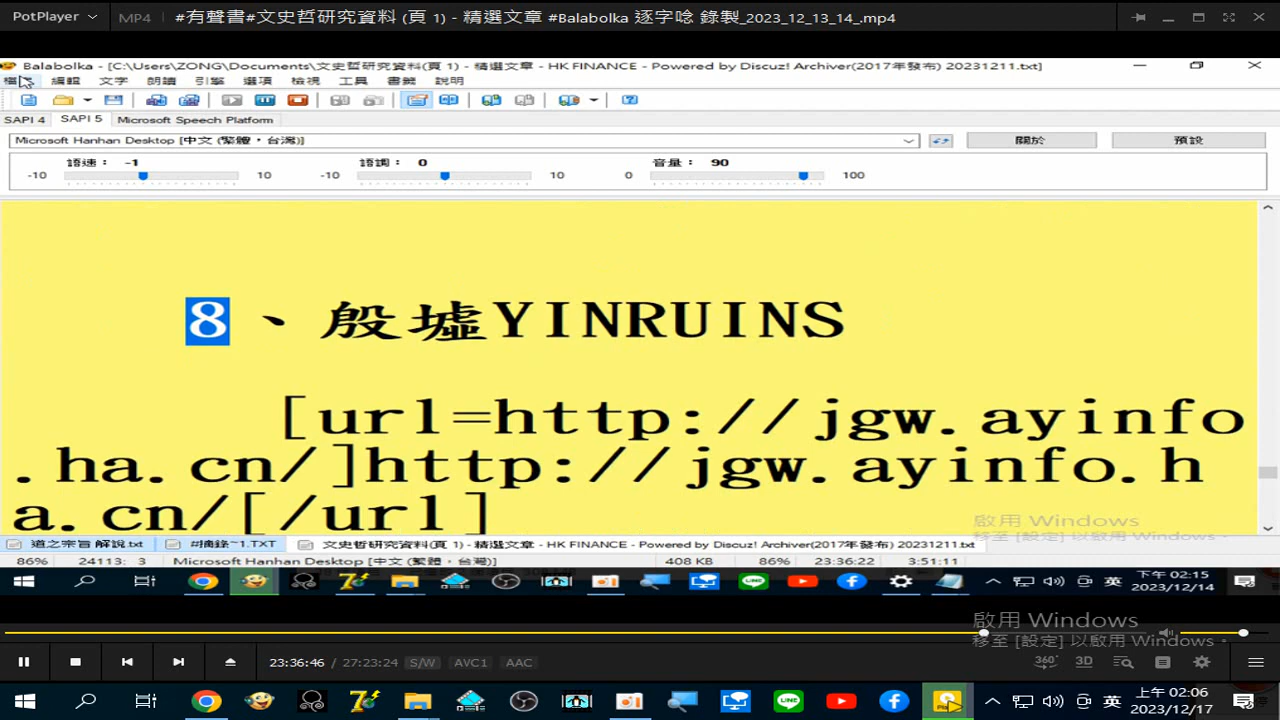 PotPlayer MP4 #有聲書#文史哲研究資料 (頁 1) - 精選文章 #Balabolka 逐字唸 錄製_2023_12_13_14_.mp4
Balabolka - [C:\Users\ZONG\Documents\文史哲研究資料(頁 1) - 精選文章 - HK FINANCE - Powered by Discuz! Archiver(2017年發布) 20231211.txt]
檔案 編輯 文字 朗讀 引擎 選項 檢視 工具 書籤 說明
SAPI 4 SAPI 5 Microsoft Speech Platform
Microsoft Hanhan Desktop [中文 (繁體，台灣)] 關於 預設
語速： -1 語調： 0 音量： 90
-10 10 -10 10 0 100
8、殷墟YINRUINS
[url=http://jgw.ayinfo
.ha.cn/]http://jgw.ayinfo.h
a.cn/[/url]
啟用 Windows
移至 [設定] 以啟用 Windows。
道之宗旨 解說.txt #摘錄~1.TXT 文史哲研究資料(頁 1) - 精選文章 - HK FINANCE - Powered by Discuz! Archiver(2017年發布) 20231211.txt
86% 24113: 3 Microsoft Hanhan Desktop [中文 (繁體，台灣)] 408 KB 86% 23:36:22 3:51:11
英 下午 02:15
2023/12/14
啟用 Windows
移至 [設定] 以啟用 Windows。
23:36:46 / 27:23:24 S/W AVC1 AAC 360° 3D
英 上午 02:06
2023/12/17